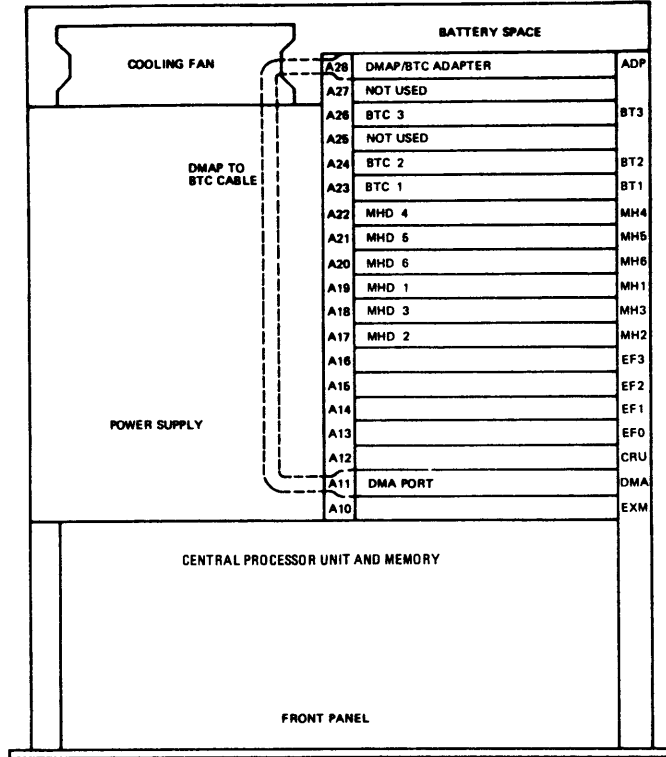 BATTERY SPACE
COOLING FAN
A28 DMAP/BTC ADAPTER ADP
A27 NOT USED
A26 BTC 3 BT3
A25 NOT USED
DMAP TO
BTC CABLE
A24 BTC 2 BT2
A23 BTC 1 BT1
A22 MHD 4 MH4
A21 MHD 5 MH5
A20 MHD 6 MH6
A19 MHD 1 MH1
A18 MHD 3 MH3
A17 MHD 2 MH2
A16 EF3
A15 EF2
A14 EF1
POWER SUPPLY
A13 EF0
A12 CRU
A11 DMA PORT DMA
A10 EXM
CENTRAL PROCESSOR UNIT AND MEMORY
FRONT PANEL